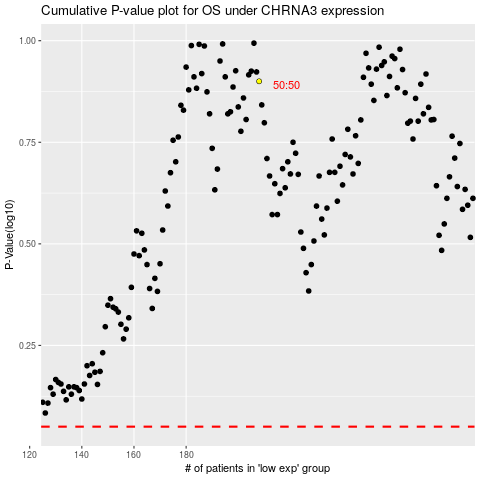 Cumulative P-value plot for OS under CHRNA3 expression
1.00
50:50
0.75
P-Value(log10)
0.50
0.25
120 140 160 180
# of patients in 'low exp' group